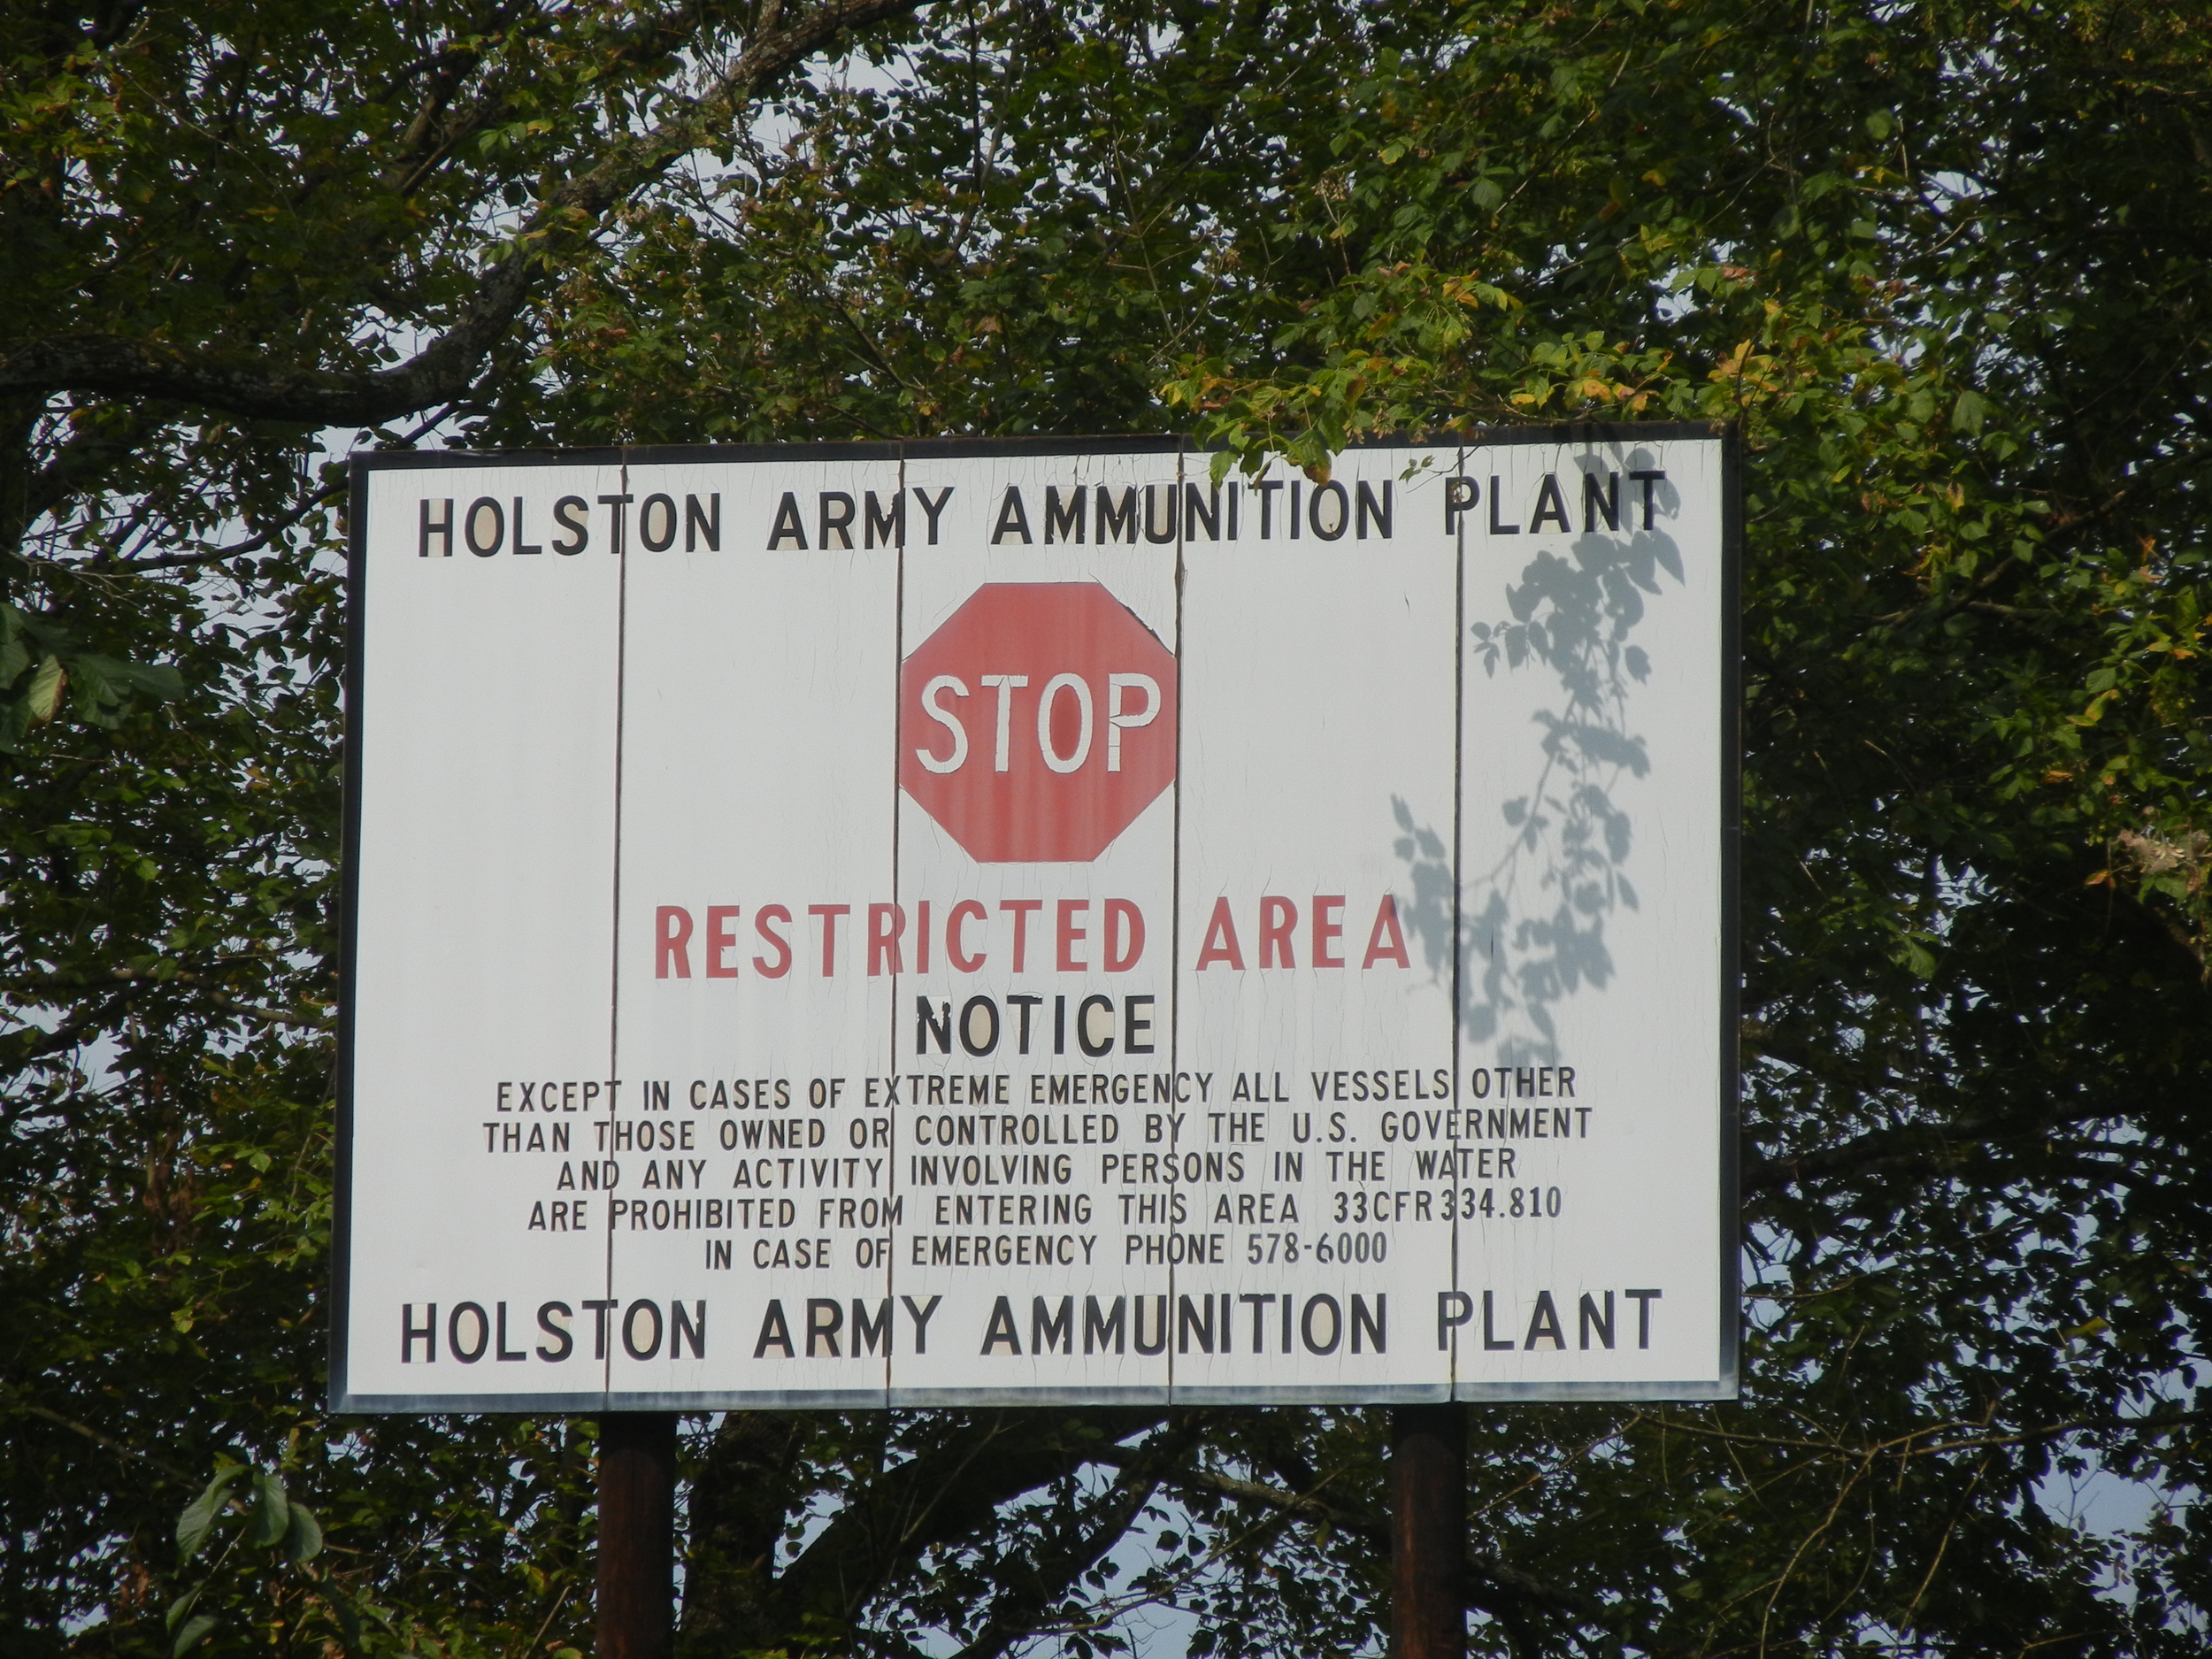 HOLSTON ARMY AMMUNITION PLANT
STOP
RESTRICTED AREA
NOTICE
EXCEPT IN CASES OF EXTREME EMERGENCY ALL VESSELS OTHER
THAN THOSE OWNED OR CONTROLLED BY THE U.S. GOVERNMENT
AND ANY ACTIVITY INVOLVING PERSONS IN THE WATER
ARE PROHIBITED FROM ENTERING THIS AREA 33CFR334.810
IN CASE OF EMERGENCY PHONE 578-6000
HOLSTON ARMY AMMUNITION PLANT